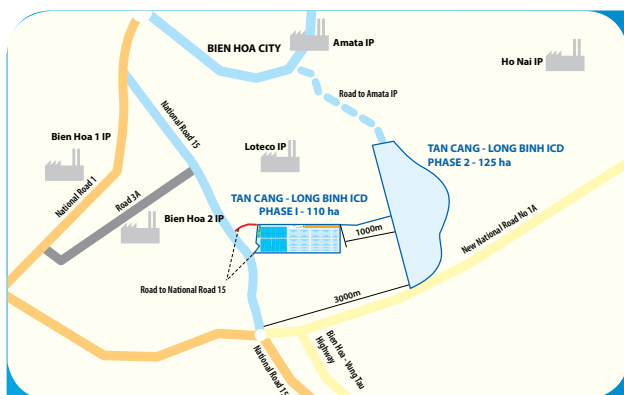 BIEN HOA CITY
Amata IP
Ho Nai IP
Road to Amata IP
National Road 15
Bien Hoa 1 IP
Loteco IP
TAN CANG - LONG BINH ICD
PHASE 2 - 125 ha
National Road 1
Road 3A
TAN CANG - LONG BINH ICD
PHASE I - 110 ha
Bien Hoa 2 IP
1000m
New National Road No 1A
Road to National Road 15
3000m
Bien Hoa - Vung Tau
Highway
National Road 15